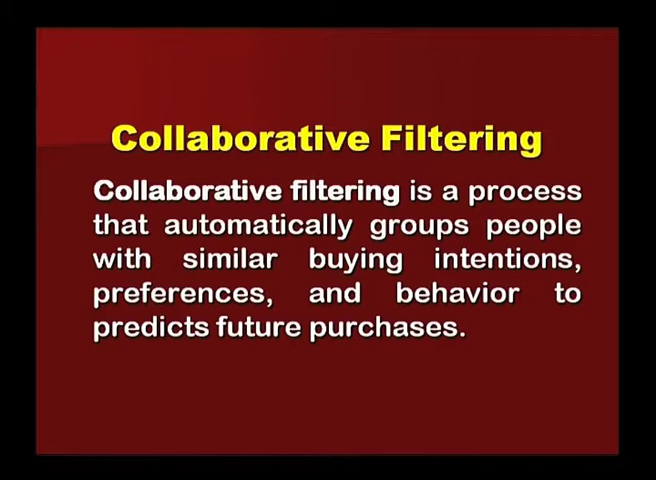 Collaborative Filtering
Collaborative filtering is a process
that automatically groups people
with similar buying intentions,
preferences, and behavior to
predicts future purchases.